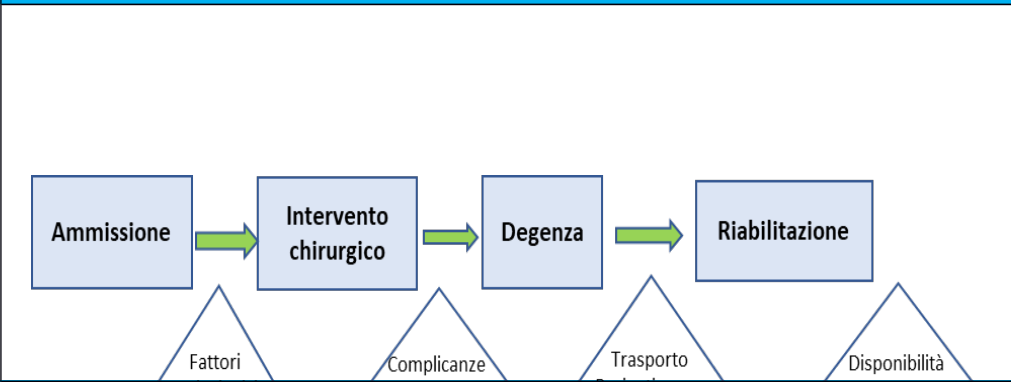 Ammissione
Intervento
chirurgico
Degenza
Riabilitazione
Fattori
Complicanze
Trasporto
Disponibilità